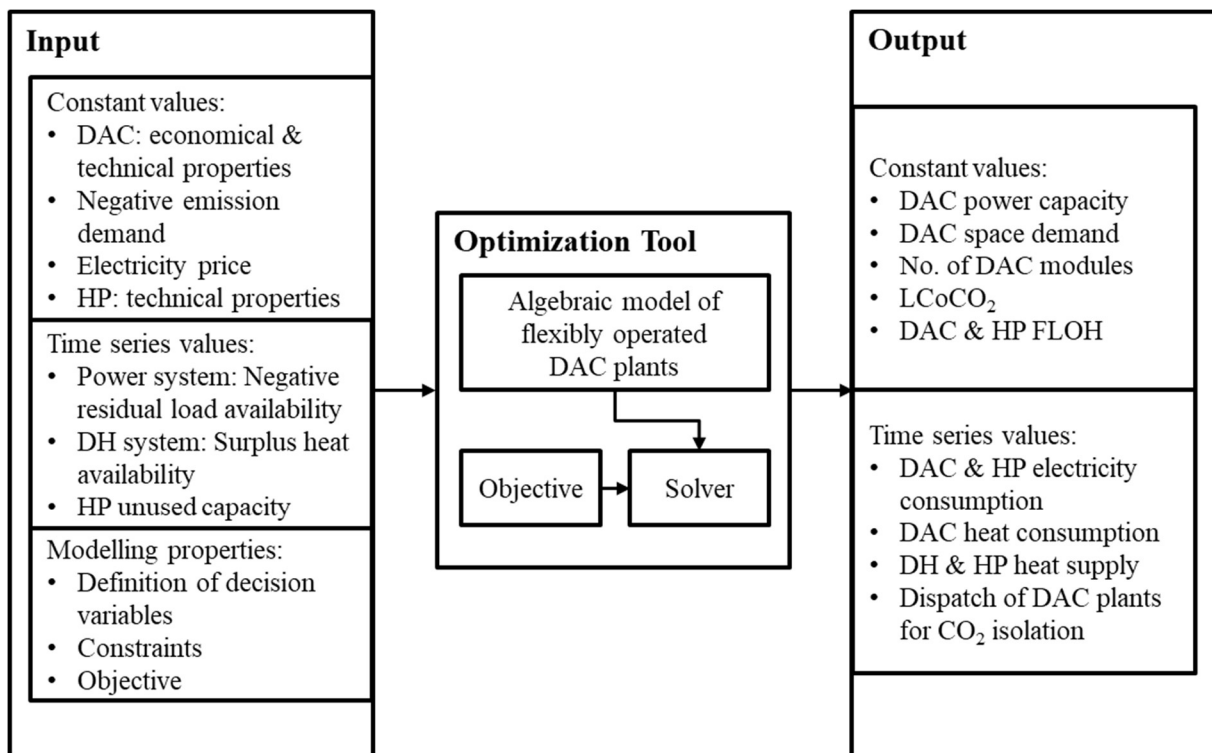 Input
Constant values:
• DAC: economical &
technical properties
• Negative emission
demand
• Electricity price
• HP: technical properties
Time series values:
• Power system: Negative
residual load availability
• DH system: Surplus heat
availability
• HP unused capacity
Modelling properties:
• Definition of decision
variables
• Constraints
• Objective
Optimization Tool
Algebraic model of
flexibly operated
DAC plants
Objective
Solver
Output
Constant values:
• DAC power capacity
• DAC space demand
• No. of DAC modules
• LCoCO₂
• DAC & HP FLOH
Time series values:
• DAC & HP electricity
consumption
• DAC heat consumption
• DH & HP heat supply
• Dispatch of DAC plants
for CO₂ isolation